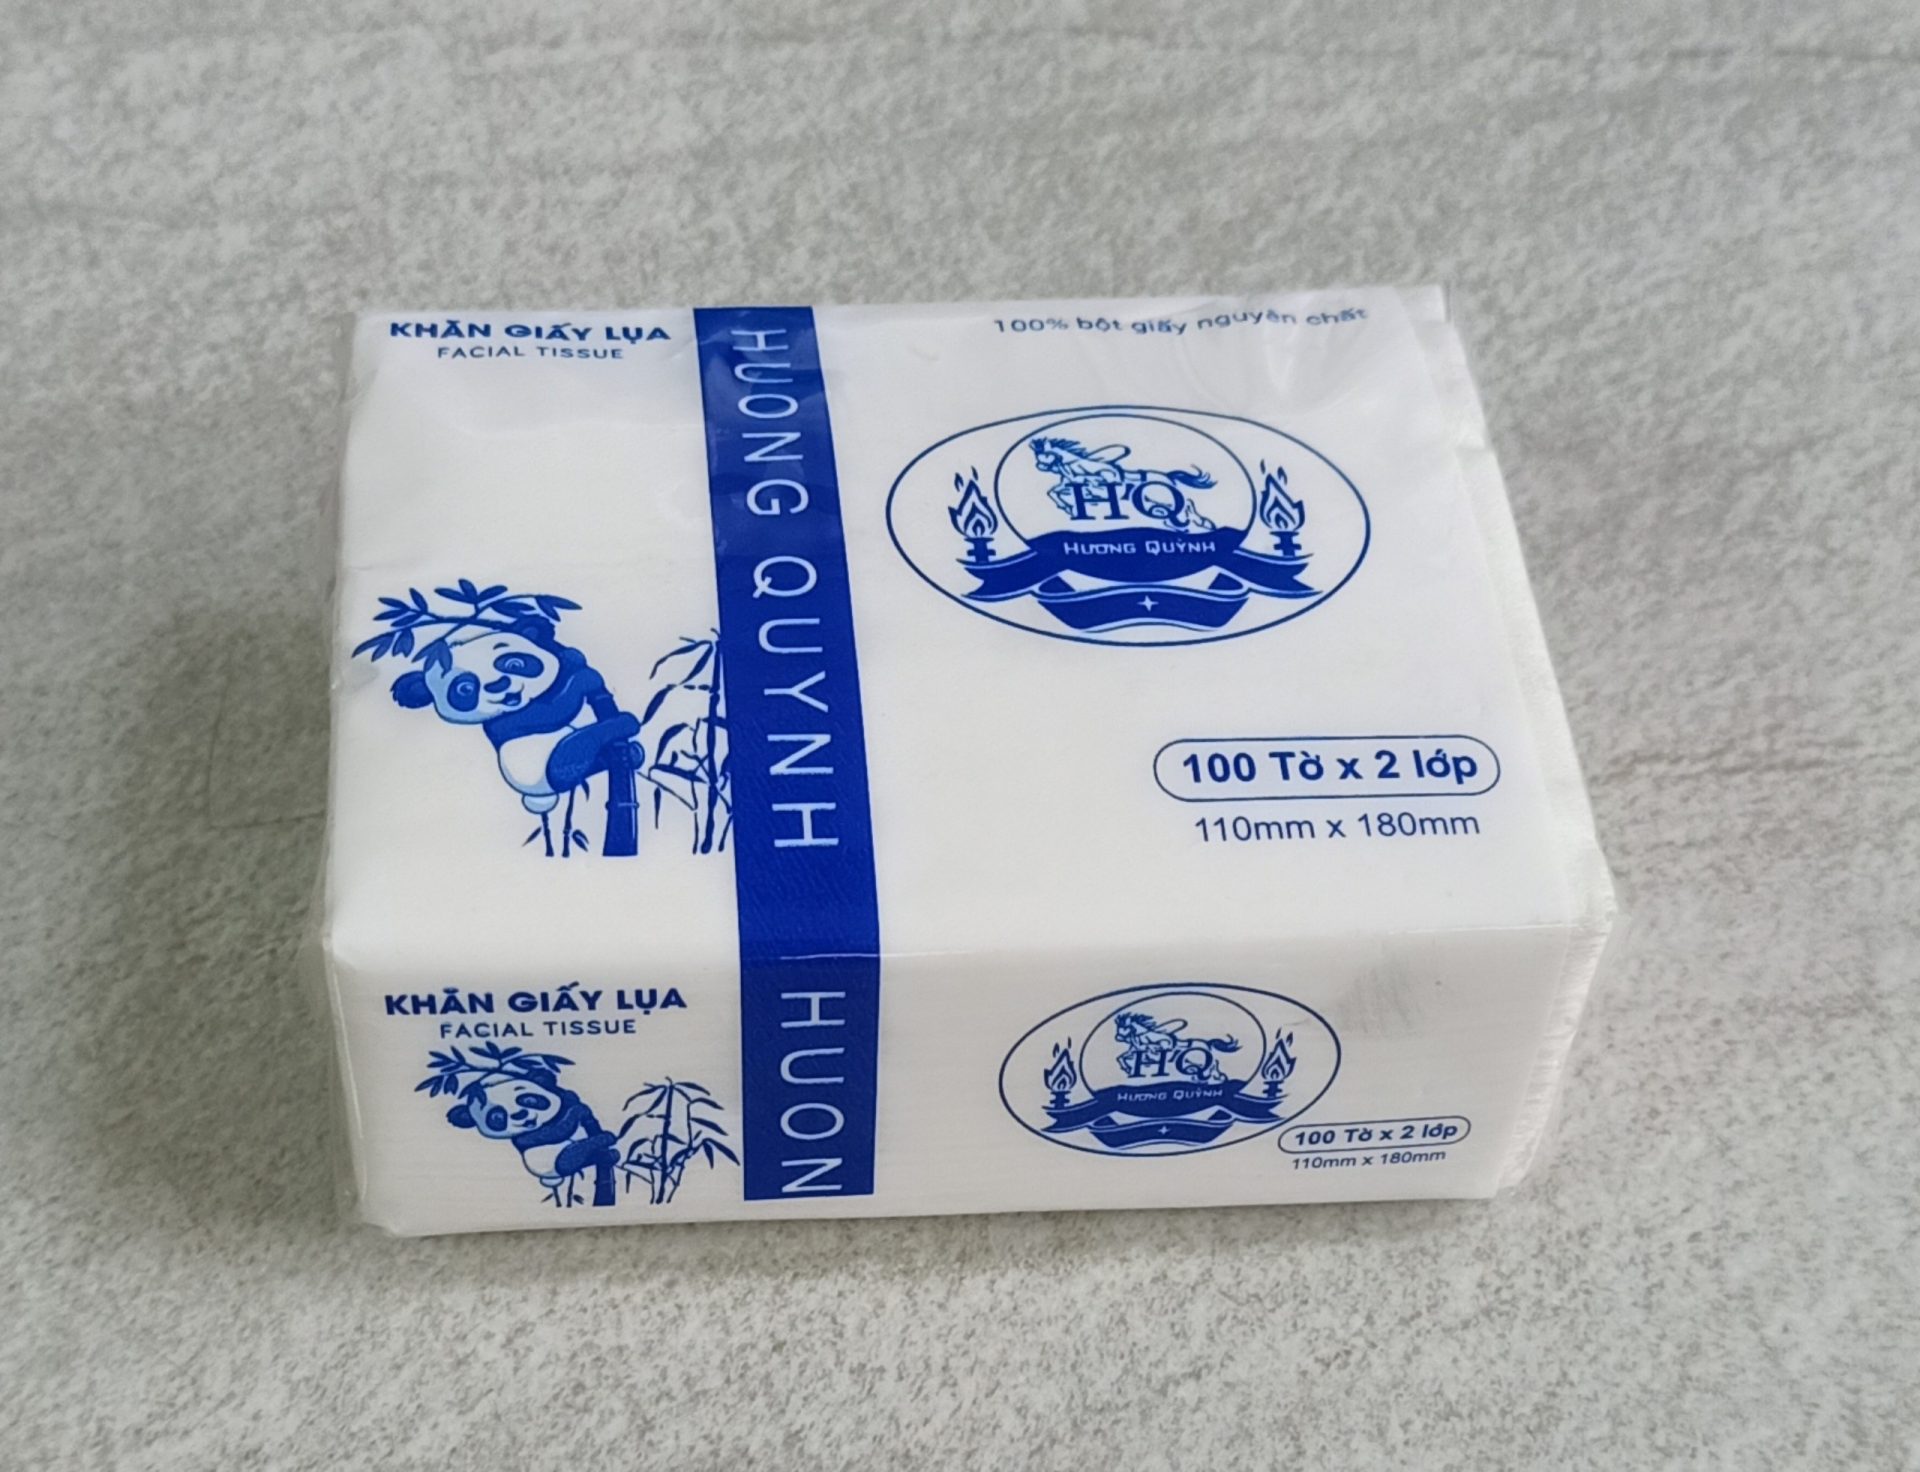 KHĂN GIẤY LỤA
FACIAL TISSUE
100% bột giấy nguyên chất
HUONG QUYNH
HQ
HƯƠNG QUỲNH
100 Tờ x 2 lớp
110mm x 180mm
KHĂN GIẤY LỤA
FACIAL TISSUE
HUON
HQ
HƯƠNG QUỲNH
100 Tờ x 2 lớp
110mm x 180mm